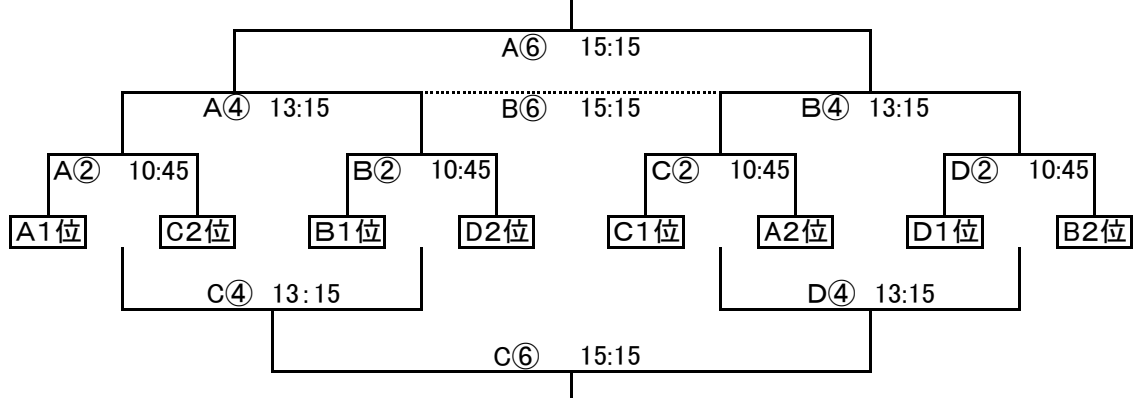 A⑥ 15:15
A④ 13:15 B⑥ 15:15 B④ 13:15
A② 10:45 B② 10:45 C② 10:45 D② 10:45
A1位 C2位 B1位 D2位 C1位 A2位 D1位 B2位
C④ 13:15 D④ 13:15
C⑥ 15:15